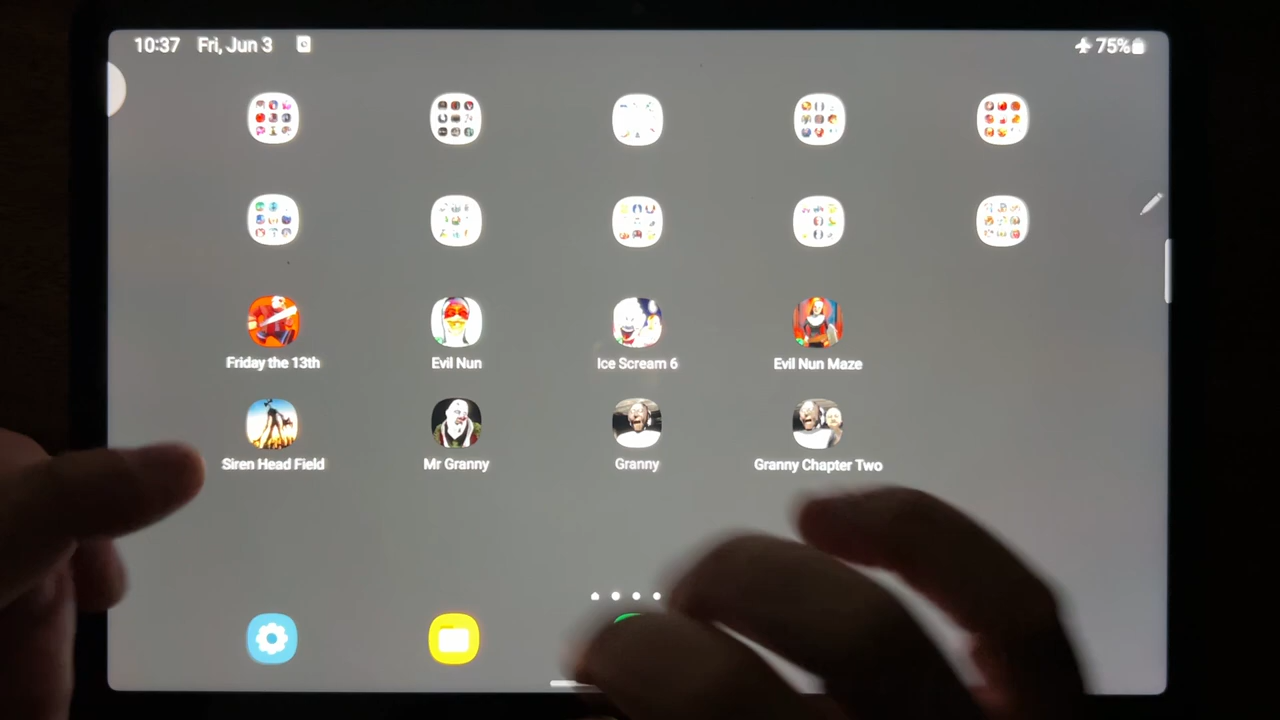 10:37 Fri, Jun 3
75%
Friday the 13th
Evil Nun
Ice Scream 6
Evil Nun Maze
Siren Head Field
Mr Granny
Granny
Granny Chapter Two